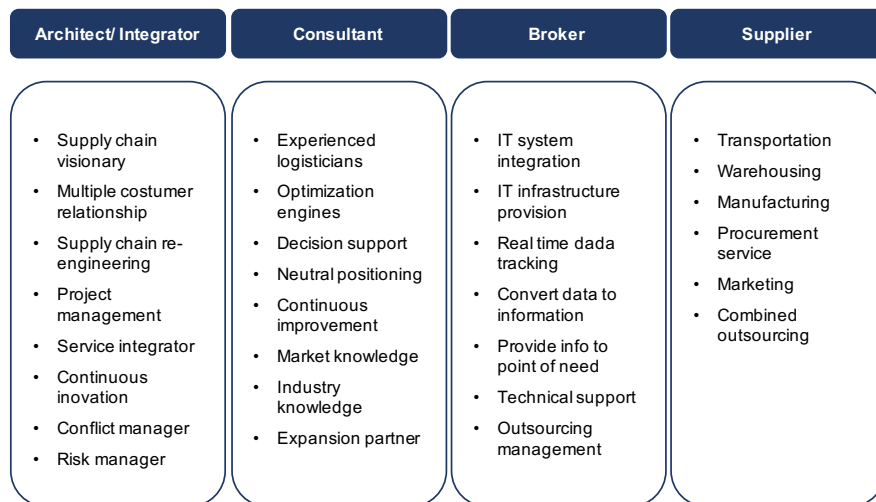 Architect/ Integrator
Consultant
Broker
Supplier
• Supply chain
visionary
• Multiple costumer
relationship
• Supply chain re-
engineering
• Project
management
• Service integrator
• Continuous
inovation
• Conflict manager
• Risk manager
• Experienced
logisticians
• Optimization
engines
• Decision support
• Neutral positioning
• Continuous
improvement
• Market knowledge
• Industry
knowledge
• Expansion partner
• IT system
integration
• IT infrastructure
provision
• Real time dada
tracking
• Convert data to
information
• Provide info to
point of need
• Technical support
• Outsourcing
management
• Transportation
• Warehousing
• Manufacturing
• Procurement
service
• Marketing
• Combined
outsourcing